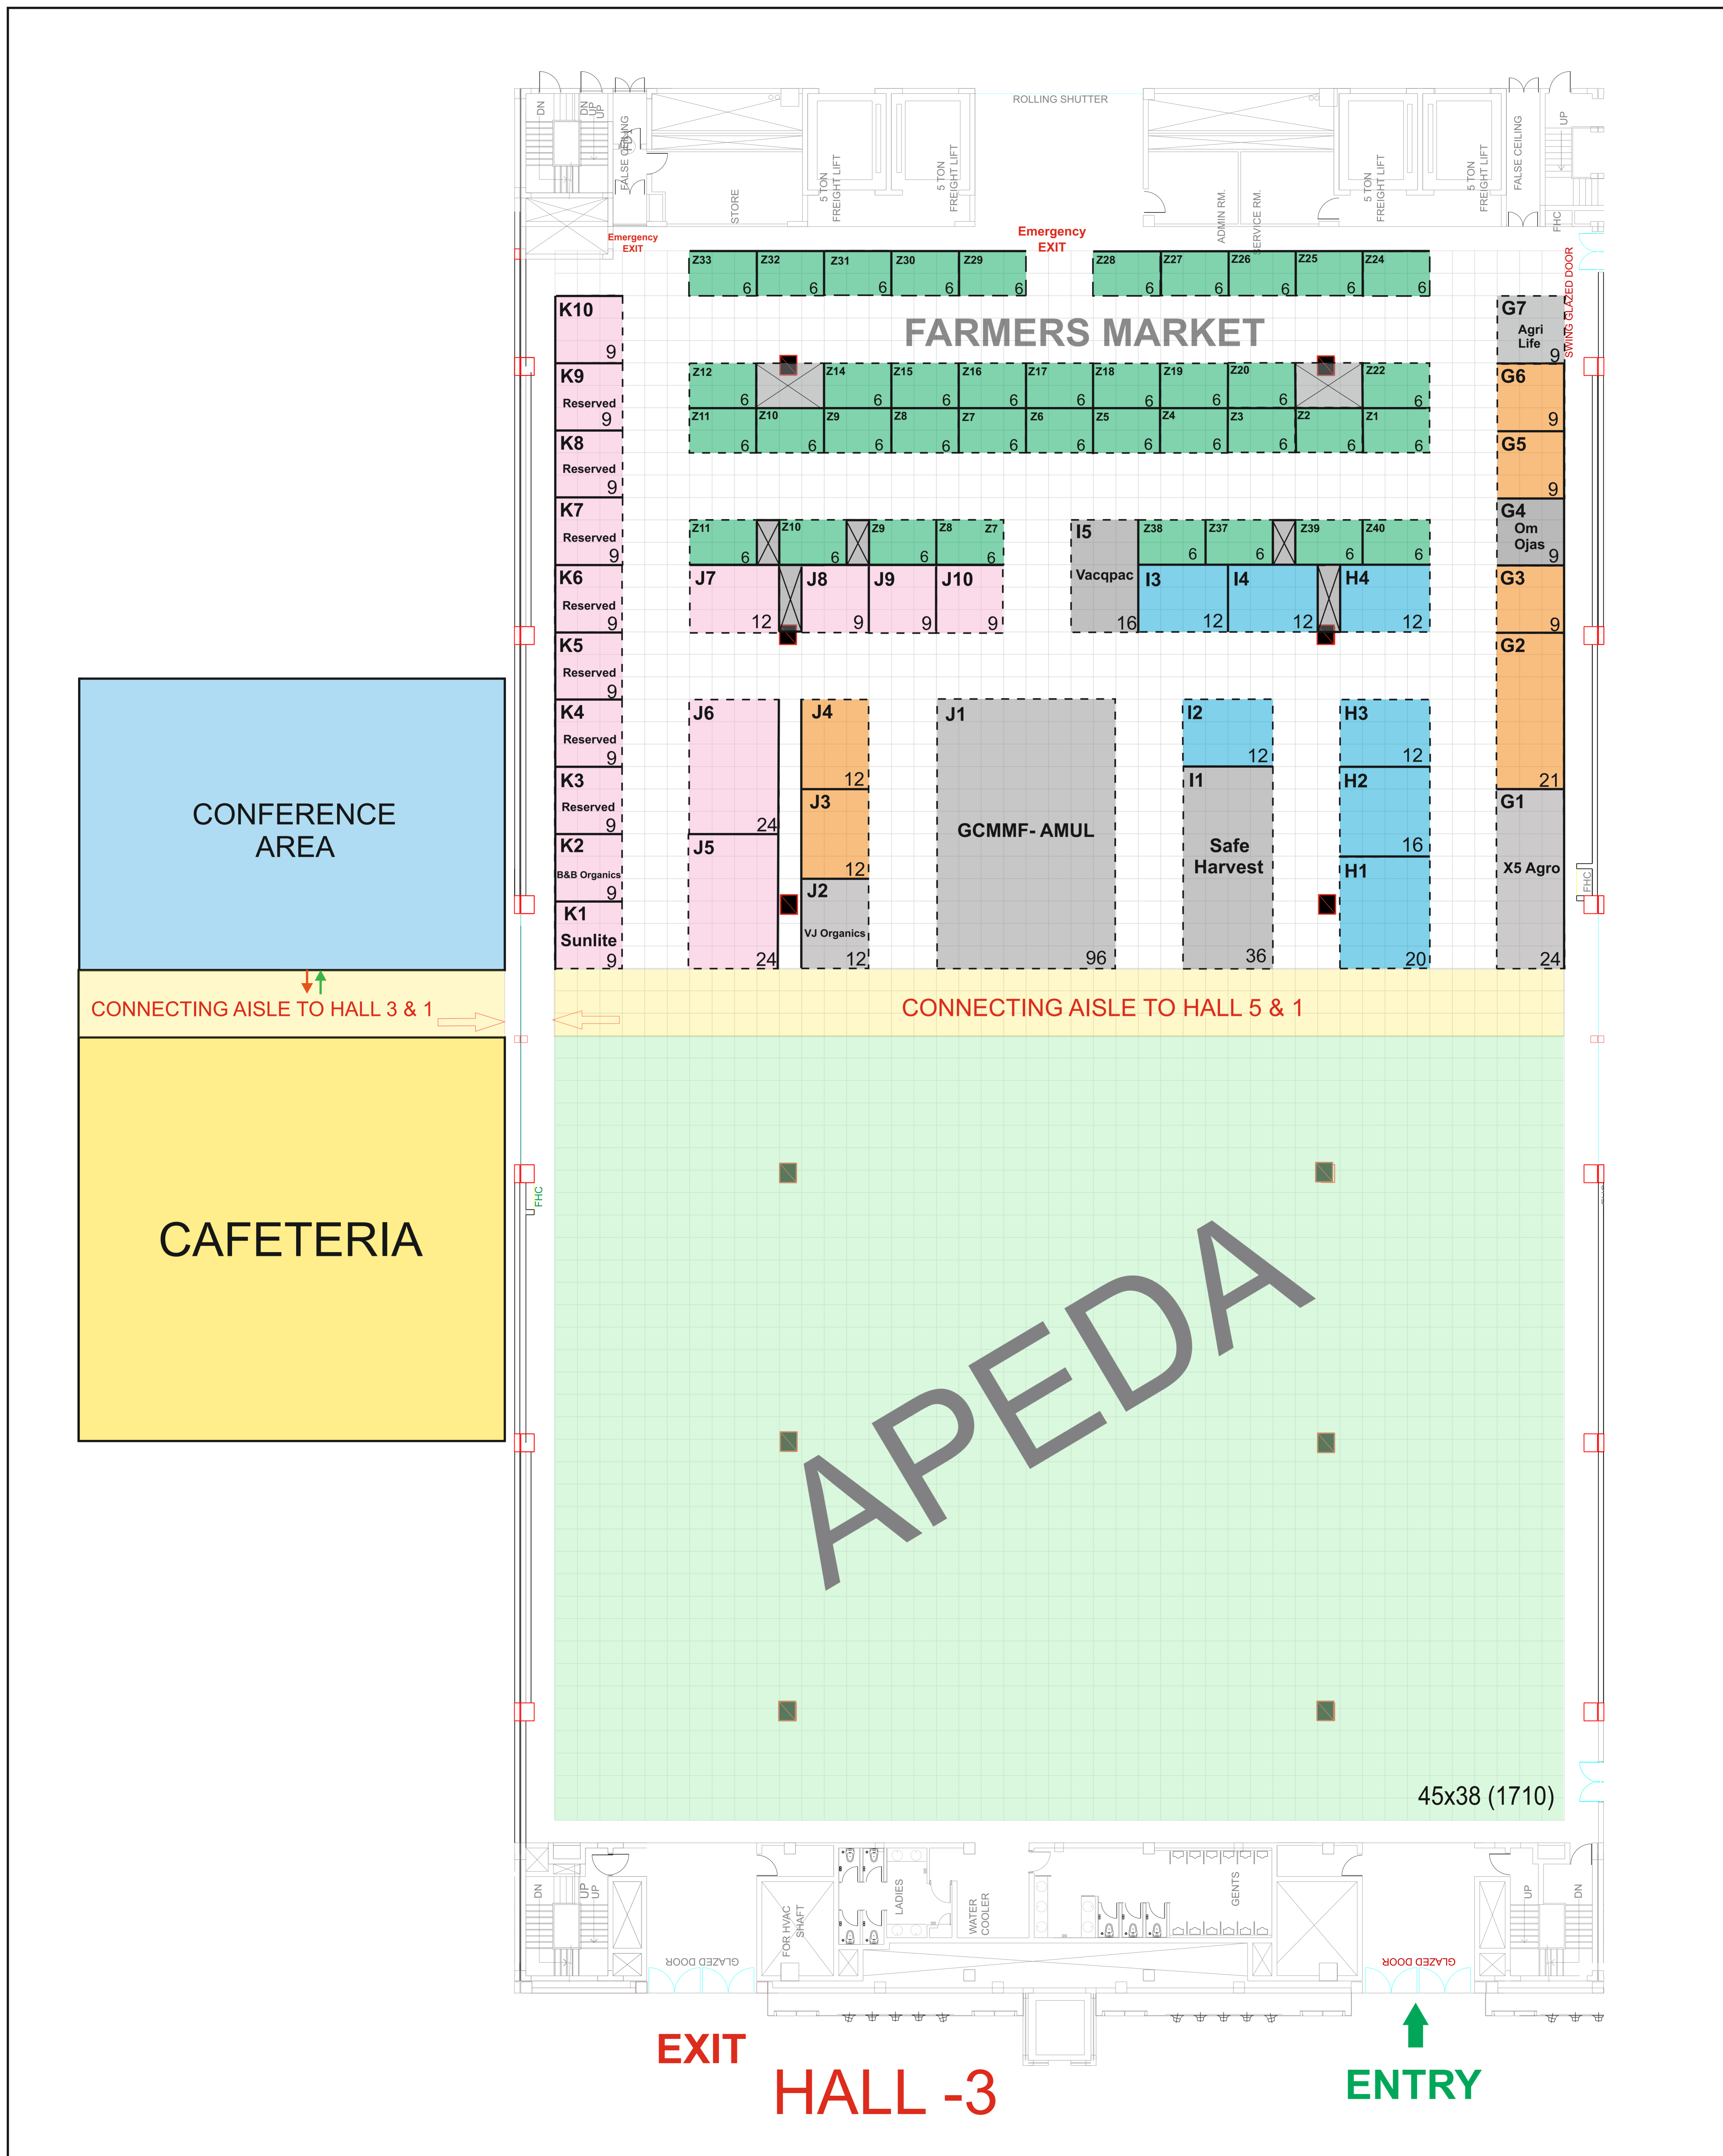 ROLLING SHUTTER
DN
DN
UP
UP
FALSE CEILING
STORE
5 TON
FREIGHT LIFT
5 TON
FREIGHT LIFT
ADMIN RM.
SERVICE RM.
5 TON
FREIGHT LIFT
5 TON
FREIGHT LIFT
FALSE CEILING
UP
FHC
Emergency
EXIT
Emergency
EXIT
SWING GLAZED DOOR
Z33 6
Z32 6
Z31 6
Z30 6
Z29 6
Z28 6
Z27 6
Z26 6
Z25 6
Z24 6
FARMERS MARKET
K10
9
K9
Reserved
9
K8
Reserved
9
K7
Reserved
9
K6
Reserved
9
K5
Reserved
9
K4
Reserved
9
K3
Reserved
9
K2
B&B Organics
9
K1
Sunlite
9
Z12 6
Z14 6
Z15 6
Z16 6
Z17 6
Z18 6
Z19 6
Z20 6
Z22 6
Z11 6
Z10 6
Z9 6
Z8 6
Z7 6
Z6 6
Z5 6
Z4 6
Z3 6
Z2 6
Z1 6
Z11 6
Z10 6
Z9 6
Z8 Z7 6
J7 12
J8 9
J9 9
J10 9
I5
Vacqpac
16
Z38 6
Z37 6
Z39 6
Z40 6
I3 12
I4 12
H4 12
G7
Agri
Life
9
G6
9
G5
9
G4
Om
Ojas
9
G3
9
G2
21
G1
X5 Agro
24
J6
24
J5
24
J4
12
J3
12
J2
VJ Organics
12
J1
GCMMF- AMUL
96
I2
12
I1
Safe
Harvest
36
H3
12
H2
16
H1
20
FHC
CONFERENCE
AREA
CONNECTING AISLE TO HALL 3 & 1
CONNECTING AISLE TO HALL 5 & 1
CAFETERIA
FHC
APEDA
45x38 (1710)
DN
UP
UP
GLAZED DOOR
FOR HVAC
SHAFT
LADIES
WATER
COOLER
GENTS
GLAZED DOOR
UP
DN
EXIT
HALL -3
ENTRY